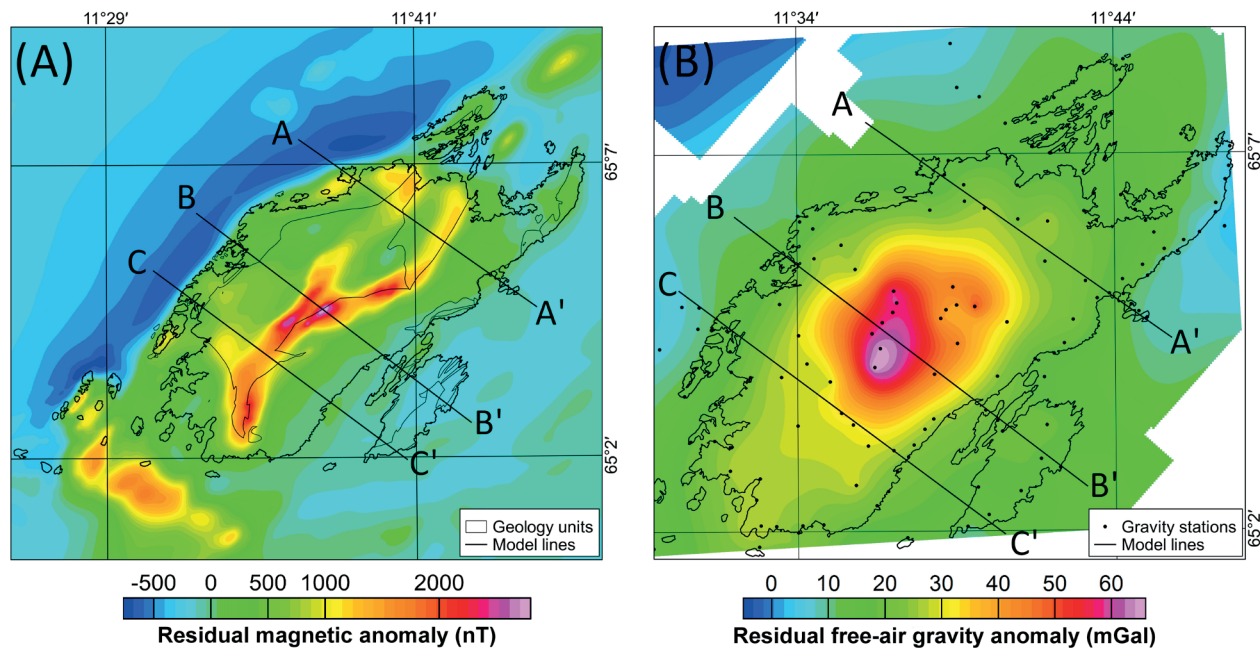 11°29′ 11°41′
(A)
A
65°7′
B
C
A'
B'
C'
65°2′
Geology units
Model lines
-500 0 500 1000 2000
Residual magnetic anomaly (nT)
11°34′ 11°44′
(B)
A
65°7′
B
C
A'
B'
C'
65°2′
Gravity stations
Model lines
0 10 20 30 40 50 60
Residual free-air gravity anomaly (mGal)